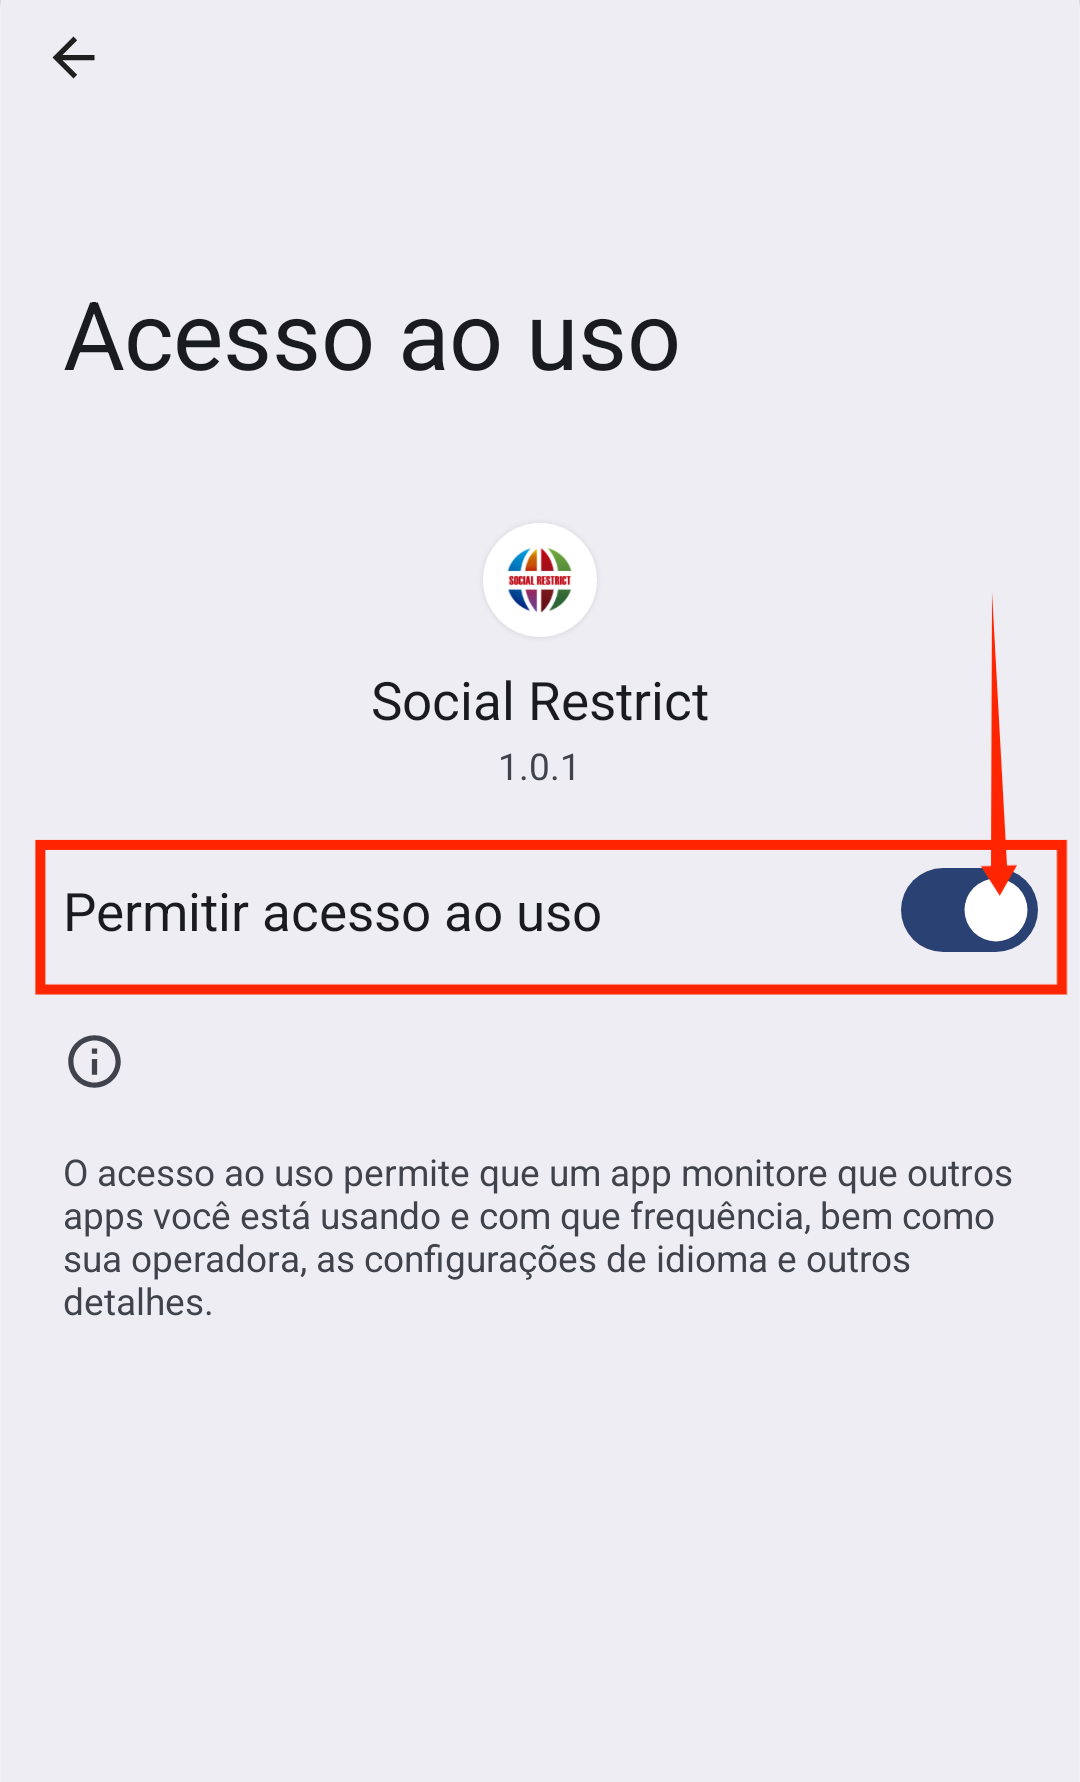 Acesso ao uso
SOCIAL RESTRICT
Social Restrict
1.0.1
Permitir acesso ao uso
O acesso ao uso permite que um app monitore que outros
apps você está usando e com que frequência, bem como
sua operadora, as configurações de idioma e outros
detalhes.